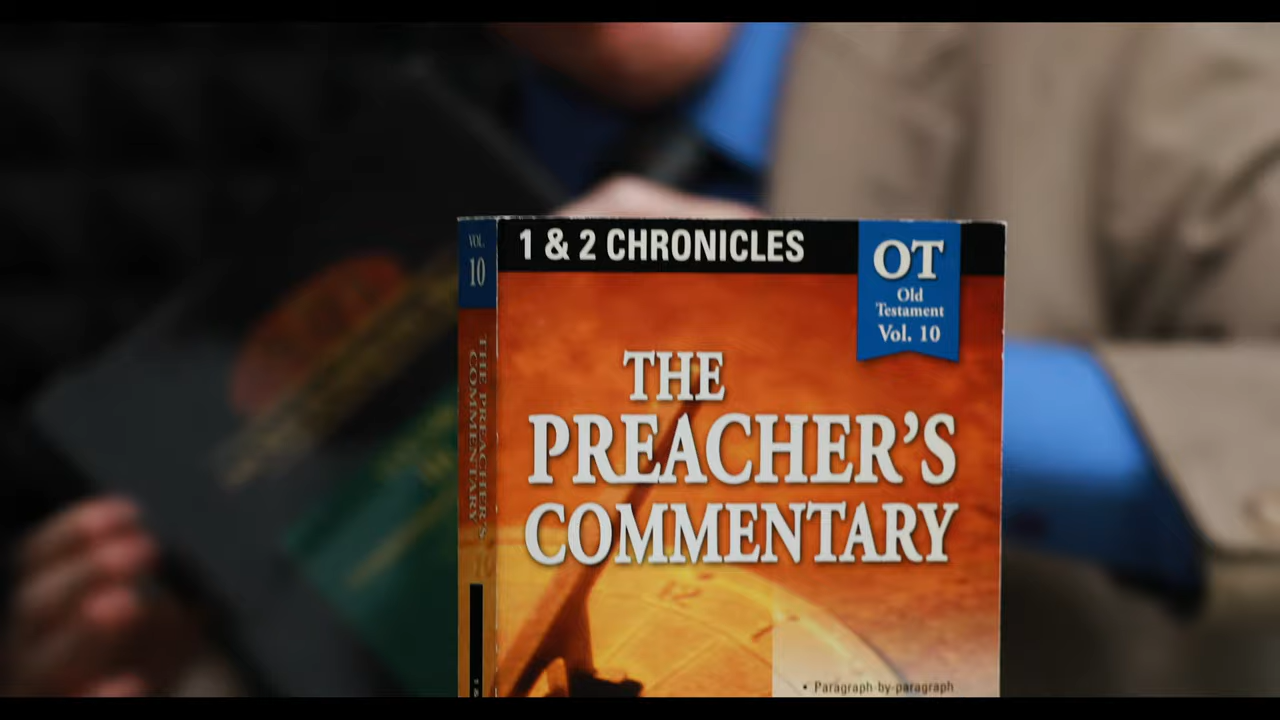 1 & 2 CHRONICLES
OT
Old
Testament
Vol. 10
THE
PREACHER'S
COMMENTARY
• Paragraph-by-paragraph
VOL.
10
THE PREACHER'S
COMMENTARY